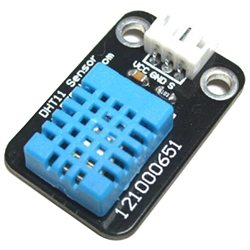 VCC GND S
DHT11 Sensor
121000651